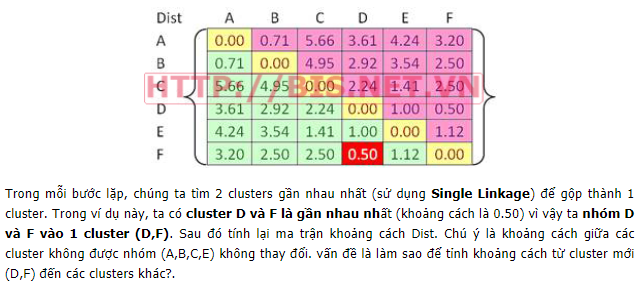 Dist A B C D E F
A 0.00 0.71 5.66 3.61 4.24 3.20
B 0.71 0.00 4.95 2.92 3.54 2.50
C 5.66 4.95 0.00 2.24 1.41 2.50
D 3.61 2.92 2.24 0.00 1.00 0.50
E 4.24 3.54 1.41 1.00 0.00 1.12
F 3.20 2.50 2.50 0.50 1.12 0.00
HTTP://BIS.NET.VN
Trong mỗi bước lặp, chúng ta tìm 2 clusters gần nhau nhất (sử dụng Single Linkage) để gộp thành 1
cluster. Trong ví dụ này, ta có cluster D và F là gần nhau nhất (khoảng cách là 0.50) vì vậy ta nhóm D
và F vào 1 cluster (D,F). Sau đó tính lại ma trận khoảng cách Dist. Chú ý là khoảng cách giữa các
cluster không được nhóm (A,B,C,E) không thay đổi. vấn đề là làm sao để tính khoảng cách từ cluster mới
(D,F) đến các clusters khác?.